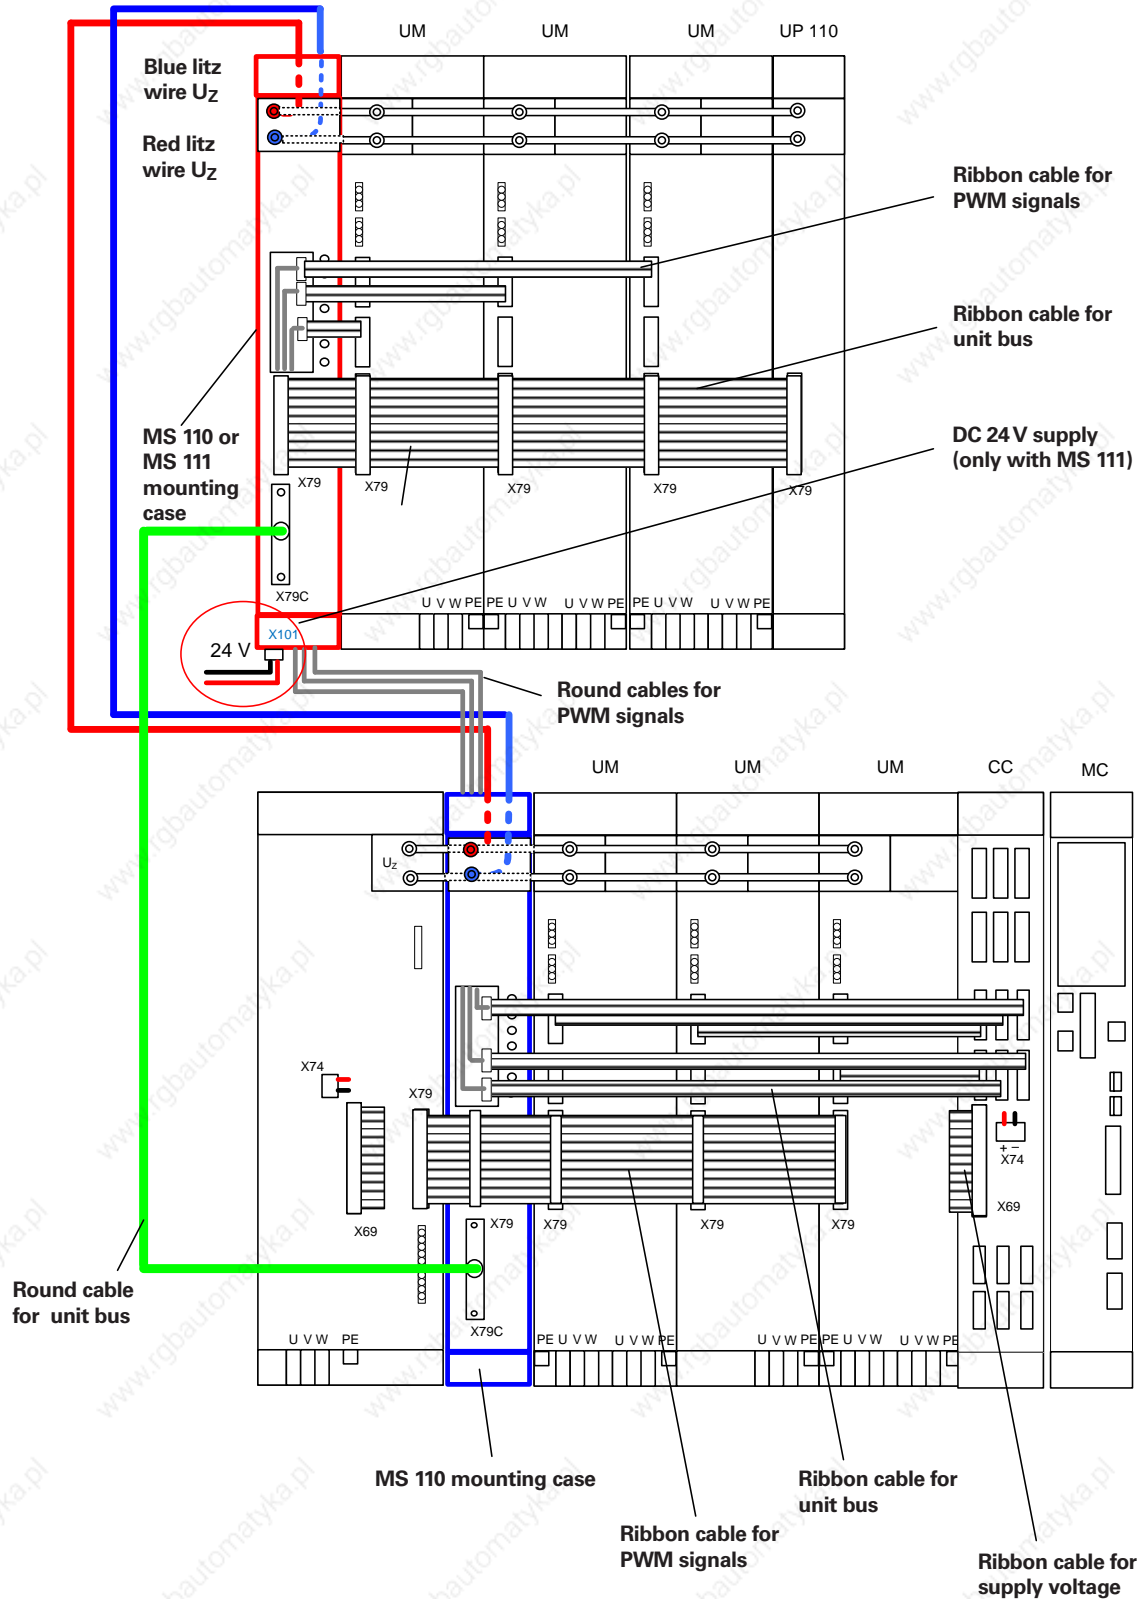 UM UM UM UP 110
Blue litz
wire UZ
Red litz
wire UZ
Ribbon cable for
PWM signals
Ribbon cable for
unit bus
MS 110 or
MS 111
mounting
case
DC 24 V supply
(only with MS 111)
X79 X79 X79 X79 X79
X79C
U V W PE PE U V W U V W PE PE U V W U V W PE
X101
24 V
Round cables for
PWM signals
UM UM UM CC MC
UZ
X74
X79
+ −
X74
X69
X69 X79 X79 X79 X79
Round cable
for unit bus
X79C
U V W PE PE U V W U V W PE U V W PE PE U V W U V W PE
MS 110 mounting case
Ribbon cable for
unit bus
Ribbon cable for
PWM signals
Ribbon cable for
supply voltage
www.rgbautomatyka.pl